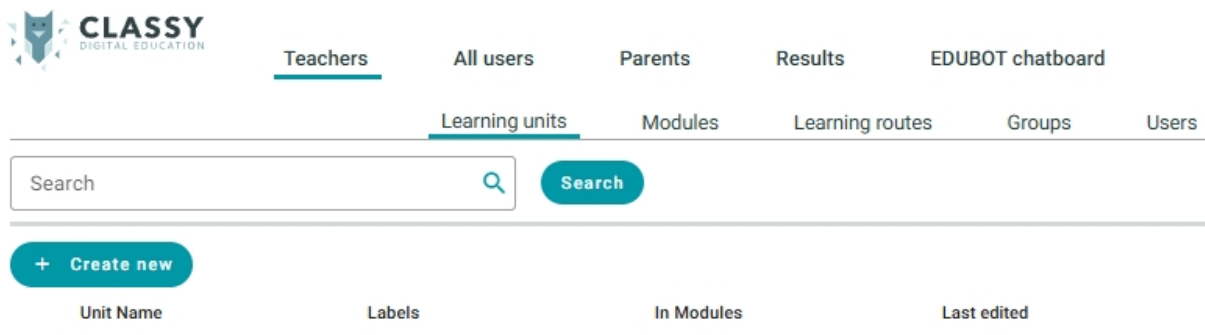 CLASSY
DIGITAL EDUCATION
Teachers All users Parents Results EDUBOT chatboard
Learning units Modules Learning routes Groups Users
Search Search
+ Create new
Unit Name Labels In Modules Last edited